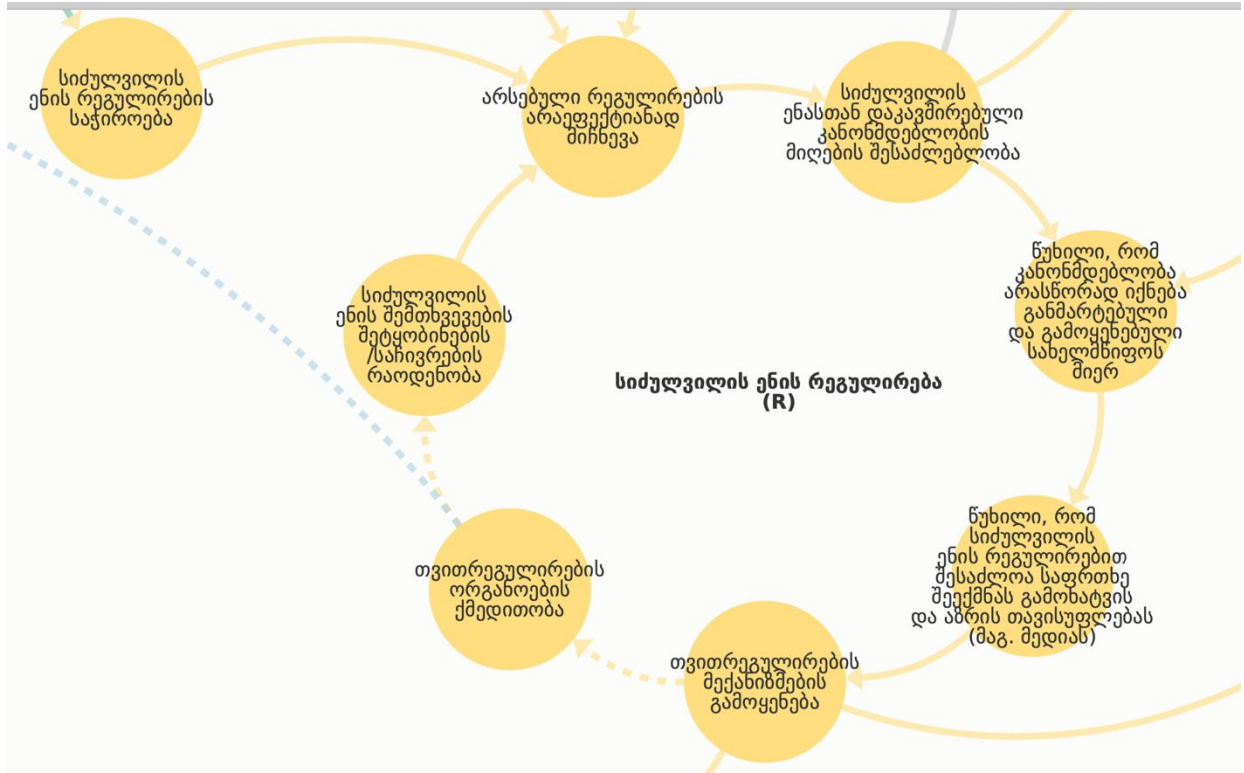 სიძულვილის
ენის რეგულირების
საჭიროება
არსებული რეგულირების
არაეფექტიანად
მიჩნევა
სიძულვილის
ენასთან დაკავშირებული
კანონმდებლობის
მიღების შესაძლებლობა
წუხილი, რომ
კანონმდებლობა
არასწორად იქნება
განმარტებული
და გამოყენებული
სახელმწიფოს
მიერ
სიძულვილის
ენის შემთხვევების
შეტყობინების
/საჩივრების
რაოდენობა
სიძულვილის ენის რეგულირება
(R)
წუხილი, რომ
სიძულვილის
ენის რეგულირებით
შესაძლოა საფრთხე
შეექმნას გამოხატვის
და აზრის თავისუფლებას
(მაგ. მედიას)
თვითრეგულირების
ორგანოების
ქმედითობა
თვითრეგულირების
მექანიზმების
გამოყენება